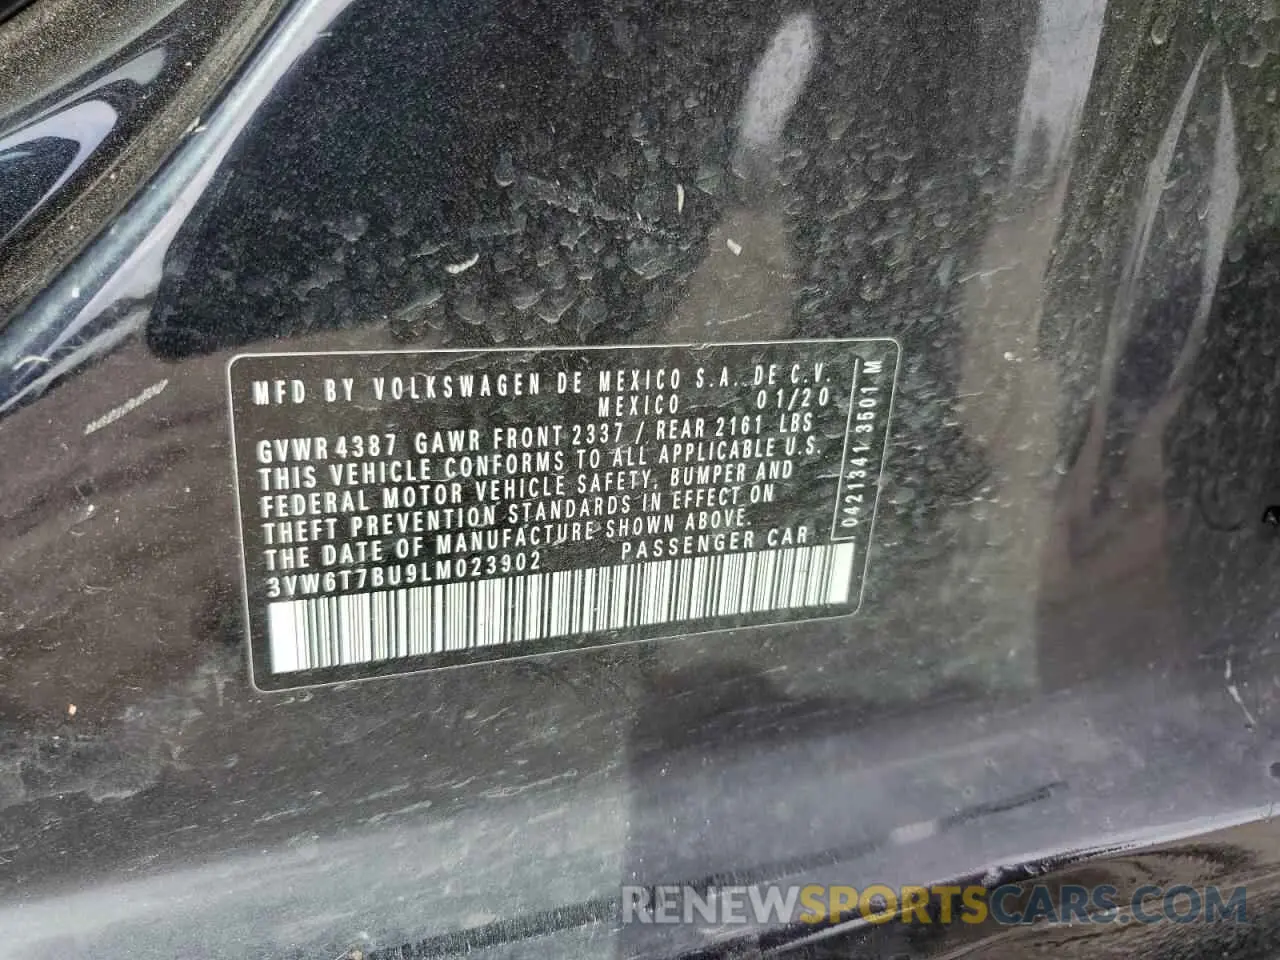 MFD BY VOLKSWAGEN DE MEXICO S.A. DE C.V.
MEXICO 01/20
GVWR 4387 GAWR FRONT 2337 / REAR 2161 LBS
THIS VEHICLE CONFORMS TO ALL APPLICABLE U.S.
FEDERAL MOTOR VEHICLE SAFETY, BUMPER AND
THEFT PREVENTION STANDARDS IN EFFECT ON
THE DATE OF MANUFACTURE SHOWN ABOVE.
3VW6T7BU9LM023902 PASSENGER CAR
0421341 3501 M
RENEWSPORTSCARS.COM